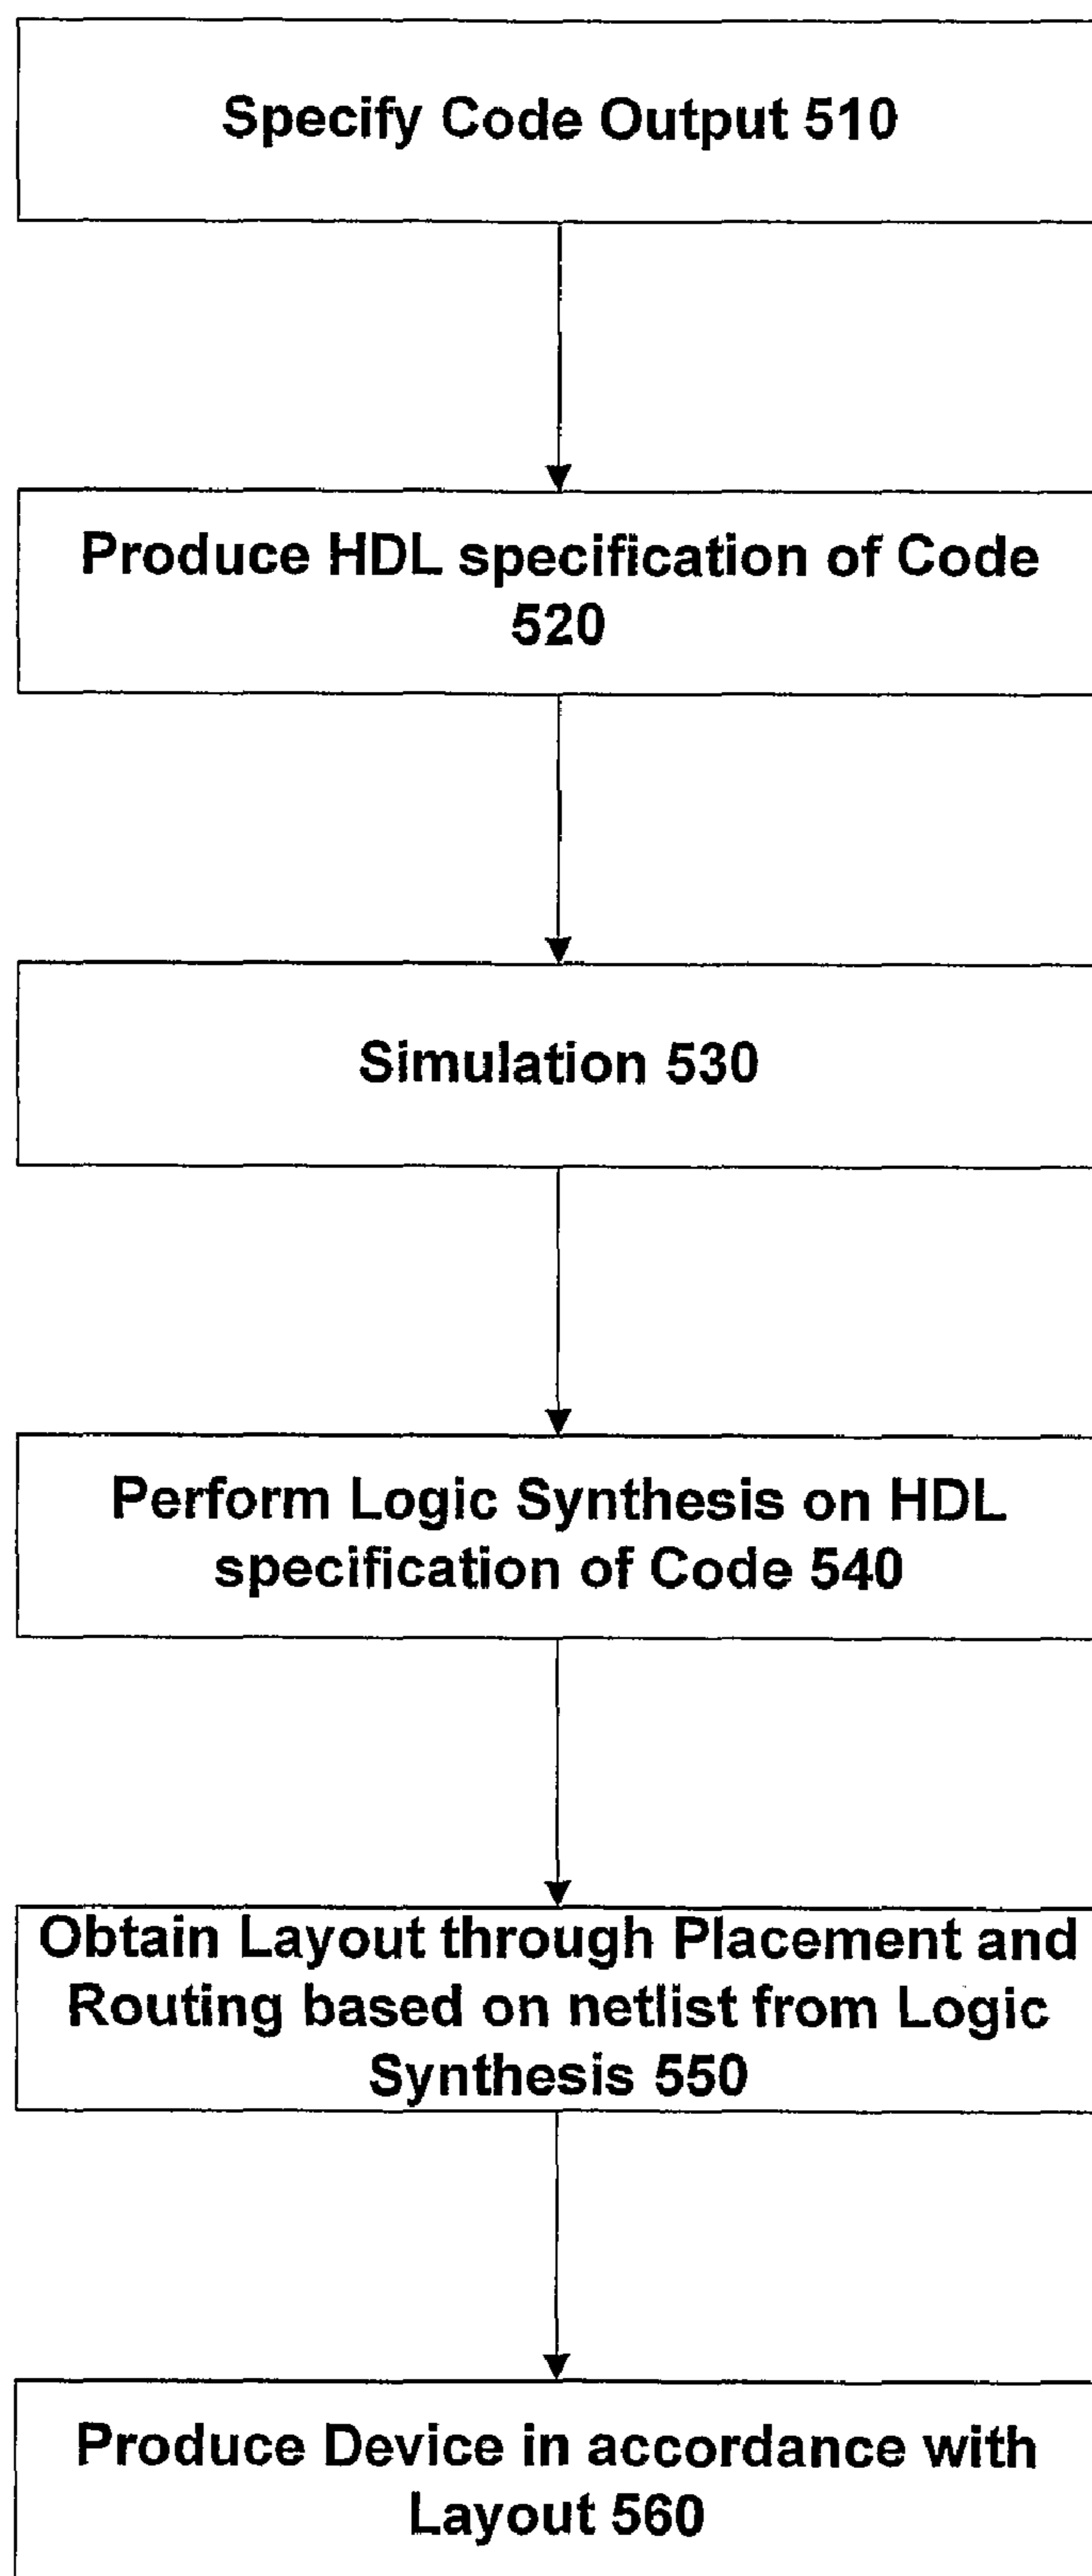 Specify Code Output 510
Produce HDL specification of Code
520
Simulation 530
Perform Logic Synthesis on HDL
specification of Code 540
Obtain Layout through Placement and
Routing based on netlist from Logic
Synthesis 550
Produce Device in accordance with
Layout 560